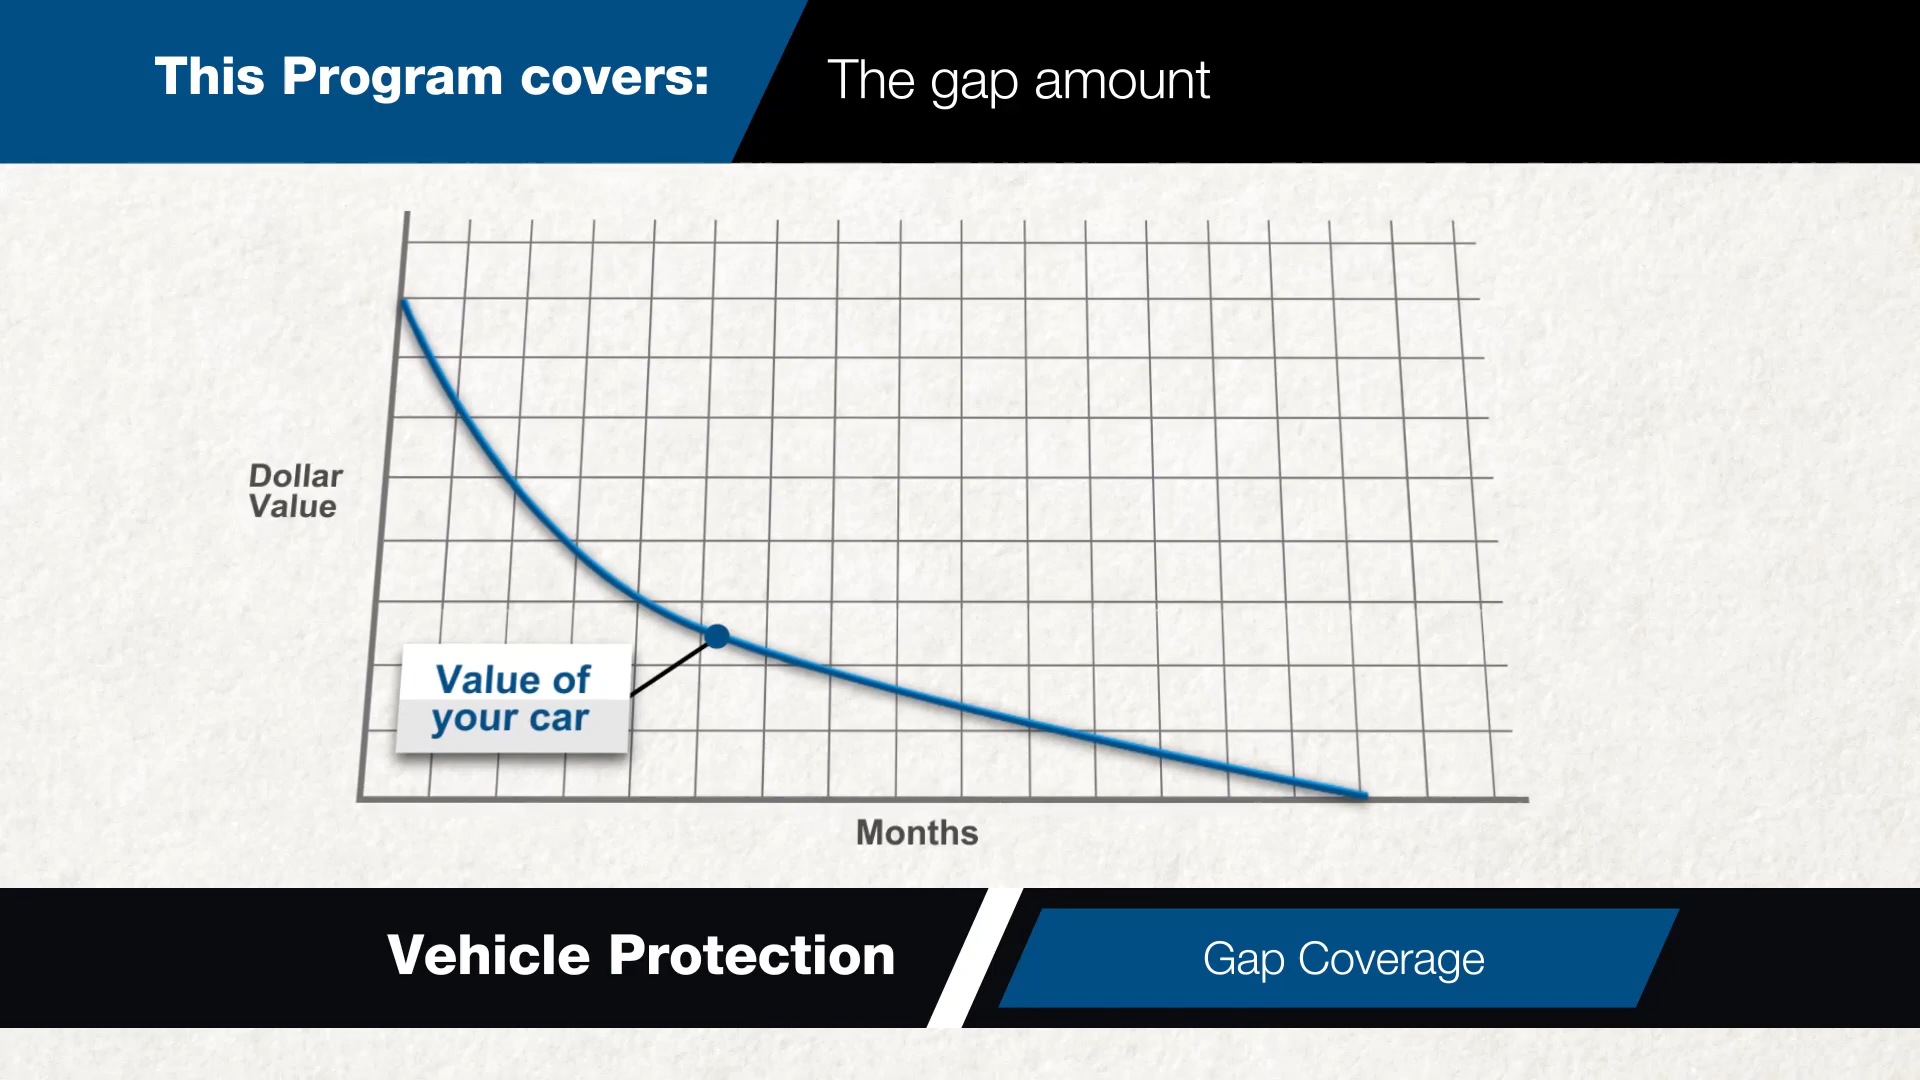 This Program covers:
The gap amount
Dollar
Value
Value of
your car
Months
Vehicle Protection
Gap Coverage